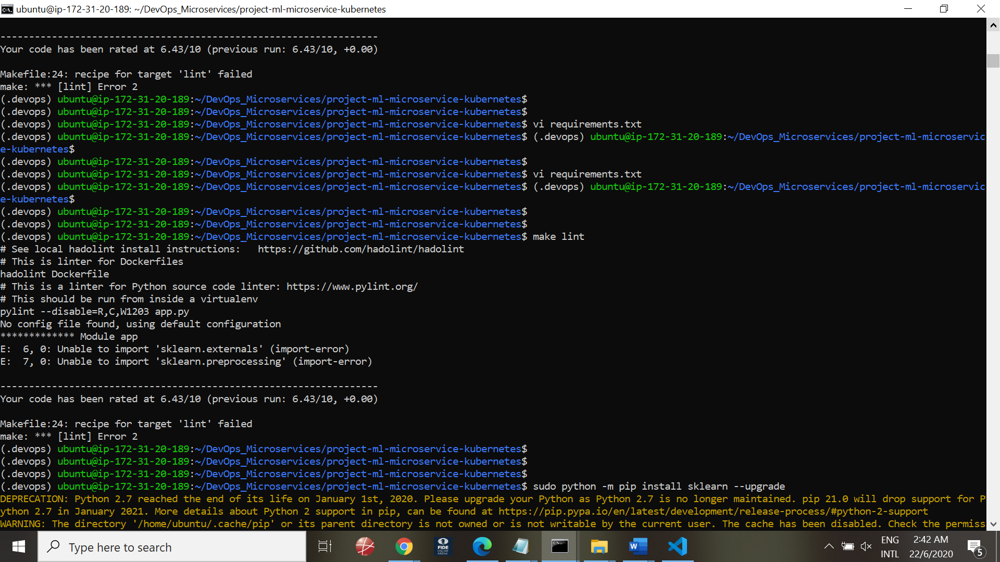 ubuntu@ip-172-31-20-189: ~/DevOps_Microservices/project-ml-microservice-kubernetes
-----------------------------------------------------------------
Your code has been rated at 6.43/10 (previous run: 6.43/10, +0.00)
Makefile:24: recipe for target 'lint' failed
make: *** [lint] Error 2
(.devops) ubuntu@ip-172-31-20-189:~/DevOps_Microservices/project-ml-microservice-kubernetes$
(.devops) ubuntu@ip-172-31-20-189:~/DevOps_Microservices/project-ml-microservice-kubernetes$
(.devops) ubuntu@ip-172-31-20-189:~/DevOps_Microservices/project-ml-microservice-kubernetes$ vi requirements.txt
(.devops) ubuntu@ip-172-31-20-189:~/DevOps_Microservices/project-ml-microservice-kubernetes$ (.devops) ubuntu@ip-172-31-20-189:~/DevOps_Microservices/project-ml-microservic
e-kubernetes$
(.devops) ubuntu@ip-172-31-20-189:~/DevOps_Microservices/project-ml-microservice-kubernetes$
(.devops) ubuntu@ip-172-31-20-189:~/DevOps_Microservices/project-ml-microservice-kubernetes$ vi requirements.txt
(.devops) ubuntu@ip-172-31-20-189:~/DevOps_Microservices/project-ml-microservice-kubernetes$ (.devops) ubuntu@ip-172-31-20-189:~/DevOps_Microservices/project-ml-microservic
e-kubernetes$
(.devops) ubuntu@ip-172-31-20-189:~/DevOps_Microservices/project-ml-microservice-kubernetes$
(.devops) ubuntu@ip-172-31-20-189:~/DevOps_Microservices/project-ml-microservice-kubernetes$
(.devops) ubuntu@ip-172-31-20-189:~/DevOps_Microservices/project-ml-microservice-kubernetes$ make lint
# See local hadolint install instructions:   https://github.com/hadolint/hadolint
# This is linter for Dockerfiles
hadolint Dockerfile
# This is a linter for Python source code linter: https://www.pylint.org/
# This should be run from inside a virtualenv
pylint --disable=R,C,W1203 app.py
No config file found, using default configuration
************* Module app
E:  6, 0: Unable to import 'sklearn.externals' (import-error)
E:  7, 0: Unable to import 'sklearn.preprocessing' (import-error)
-----------------------------------------------------------------
Your code has been rated at 6.43/10 (previous run: 6.43/10, +0.00)
Makefile:24: recipe for target 'lint' failed
make: *** [lint] Error 2
(.devops) ubuntu@ip-172-31-20-189:~/DevOps_Microservices/project-ml-microservice-kubernetes$
(.devops) ubuntu@ip-172-31-20-189:~/DevOps_Microservices/project-ml-microservice-kubernetes$
(.devops) ubuntu@ip-172-31-20-189:~/DevOps_Microservices/project-ml-microservice-kubernetes$
(.devops) ubuntu@ip-172-31-20-189:~/DevOps_Microservices/project-ml-microservice-kubernetes$ sudo python -m pip install sklearn --upgrade
DEPRECATION: Python 2.7 reached the end of its life on January 1st, 2020. Please upgrade your Python as Python 2.7 is no longer maintained. pip 21.0 will drop support for P
ython 2.7 in January 2021. More details about Python 2 support in pip, can be found at https://pip.pypa.io/en/latest/development/release-process/#python-2-support
WARNING: The directory '/home/ubuntu/.cache/pip' or its parent directory is not owned or is not writable by the current user. The cache has been disabled. Check the permiss
Type here to search
FIDE
ONLINE
ARENA
ENG
INTL
2:42 AM
22/6/2020
5